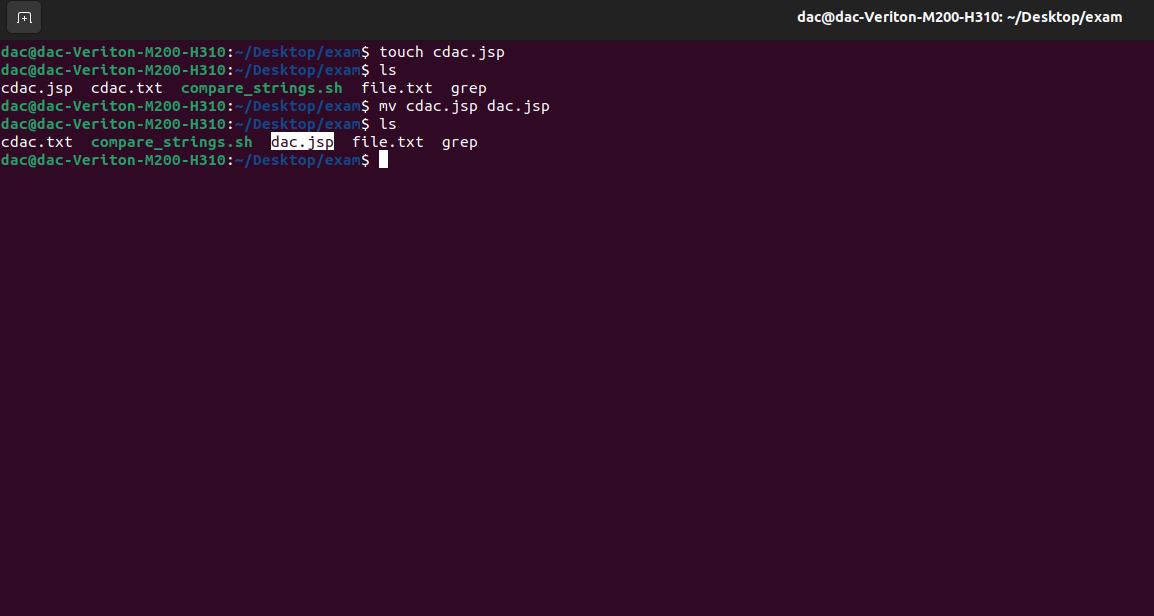 dac@dac-Veriton-M200-H310: ~/Desktop/exam
dac@dac-Veriton-M200-H310:~/Desktop/exam$ touch cdac.jsp
dac@dac-Veriton-M200-H310:~/Desktop/exam$ ls
cdac.jsp  cdac.txt  compare_strings.sh  file.txt  grep
dac@dac-Veriton-M200-H310:~/Desktop/exam$ mv cdac.jsp dac.jsp
dac@dac-Veriton-M200-H310:~/Desktop/exam$ ls
cdac.txt  compare_strings.sh  dac.jsp  file.txt  grep
dac@dac-Veriton-M200-H310:~/Desktop/exam$